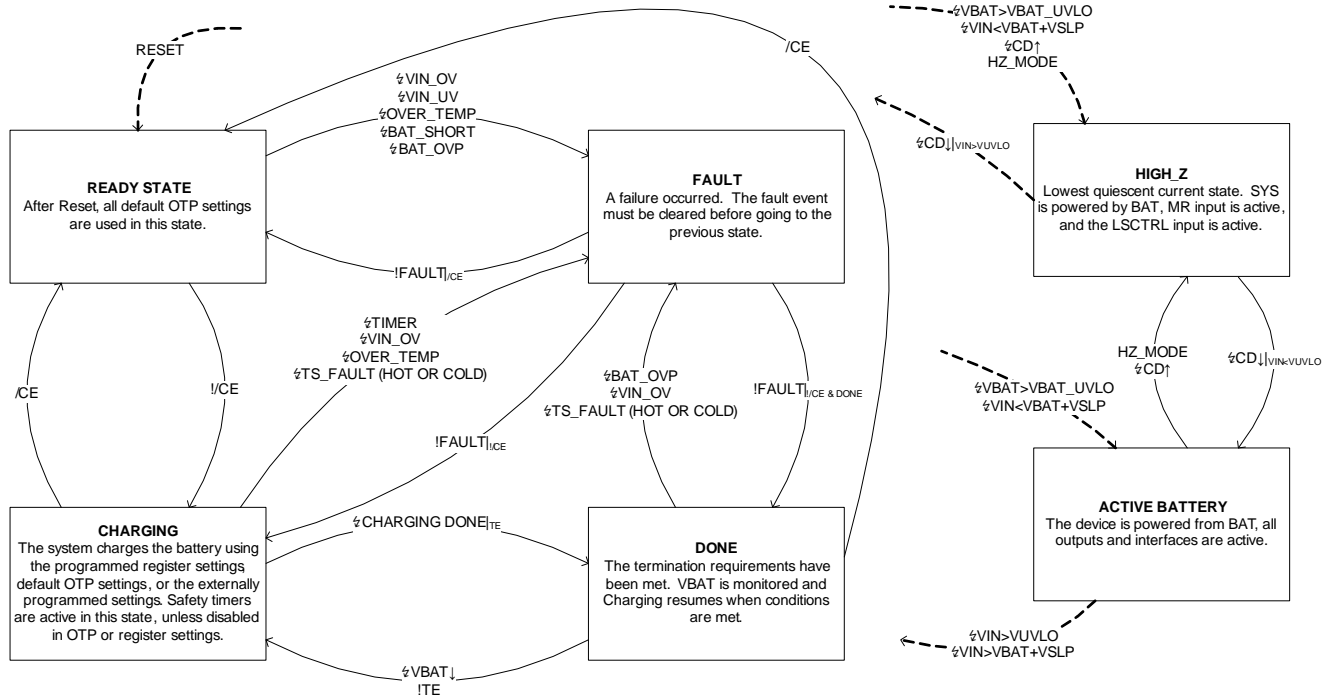 RESET
↯VIN_OV
↯VIN_UV
↯OVER_TEMP
↯BAT_SHORT
↯BAT_OVP
/CE
↯VBAT>VBAT_UVLO
↯VIN<VBAT+VSLP
↯CD↑
HZ_MODE
↯CD↓|VIN>VUVLO
READY STATE
After Reset, all default OTP settings
are used in this state.
FAULT
A failure occurred. The fault event
must be cleared before going to the
previous state.
HIGH_Z
Lowest quiescent current state. SYS
is powered by BAT, MR input is active,
and the LSCTRL input is active.
!FAULT|/CE
/CE
!/CE
↯TIMER
↯VIN_OV
↯OVER_TEMP
↯TS_FAULT (HOT OR COLD)
!FAULT|!/CE
↯BAT_OVP
↯VIN_OV
↯TS_FAULT (HOT OR COLD)
!FAULT|!/CE & DONE
↯VBAT>VBAT_UVLO
↯VIN<VBAT+VSLP
HZ_MODE
↯CD↑
↯CD↓|VIN<VUVLO
CHARGING
The system charges the battery using
the programmed register settings,
default OTP settings, or the externally
programmed settings. Safety timers
are active in this state, unless disabled
in OTP or register settings.
↯CHARGING DONE|TE
DONE
The termination requirements have
been met. VBAT is monitored and
Charging resumes when conditions
are met.
ACTIVE BATTERY
The device is powered from BAT, all
outputs and interfaces are active.
↯VBAT↓
!TE
↯VIN>VUVLO
↯VIN>VBAT+VSLP